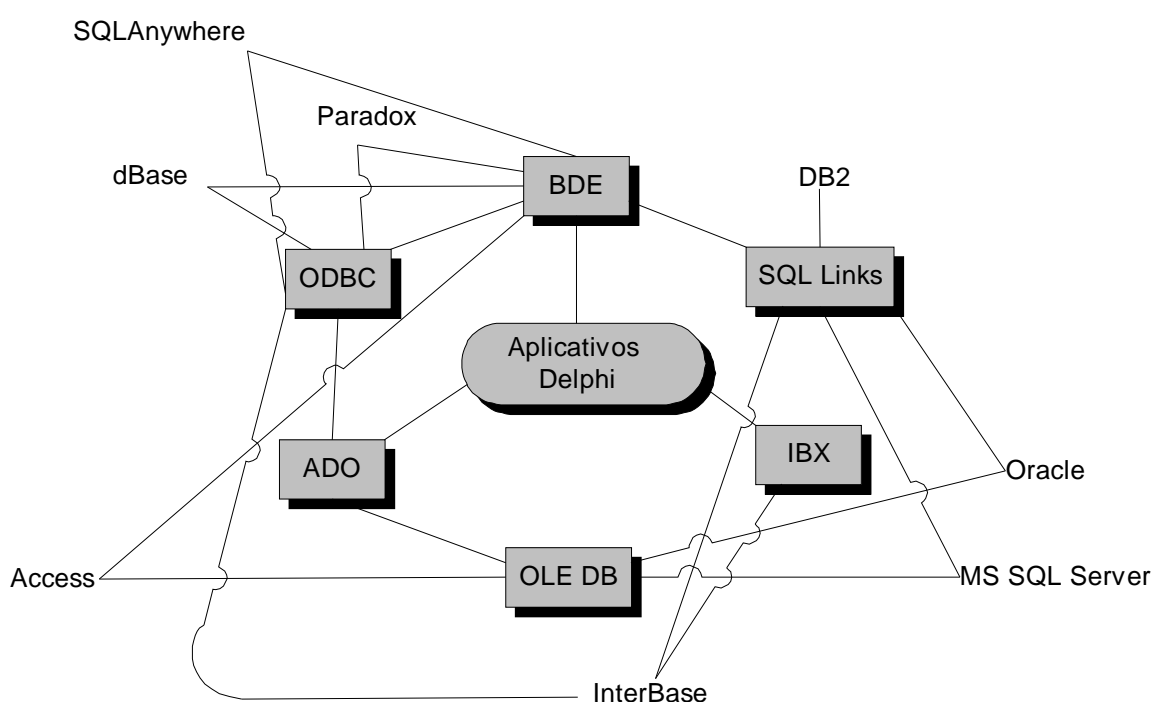 SQLAnywhere
Paradox
dBase
BDE
DB2
ODBC
SQL Links
Aplicativos
Delphi
ADO
IBX
Oracle
Access
OLE DB
MS SQL Server
InterBase